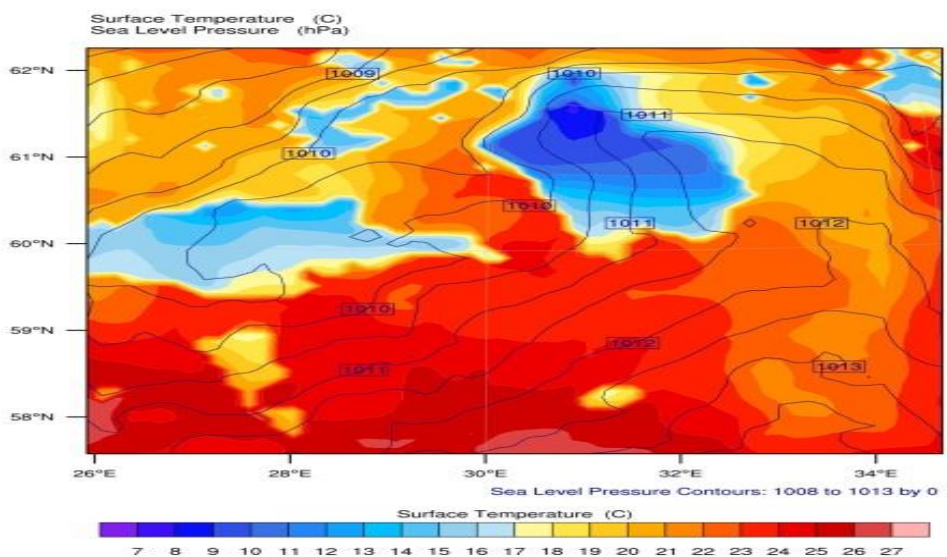 Surface Temperature (C)
Sea Level Pressure (hPa)
62°N
1009
1010
1011
61°N
1010
1010
60°N
1011
1012
59°N
1010
1012
1011
1013
58°N
26°E 28°E 30°E 32°E 34°E
Sea Level Pressure Contours: 1008 to 1013 by 0
Surface Temperature (C)
7 8 9 10 11 12 13 14 15 16 17 18 19 20 21 22 23 24 25 26 27